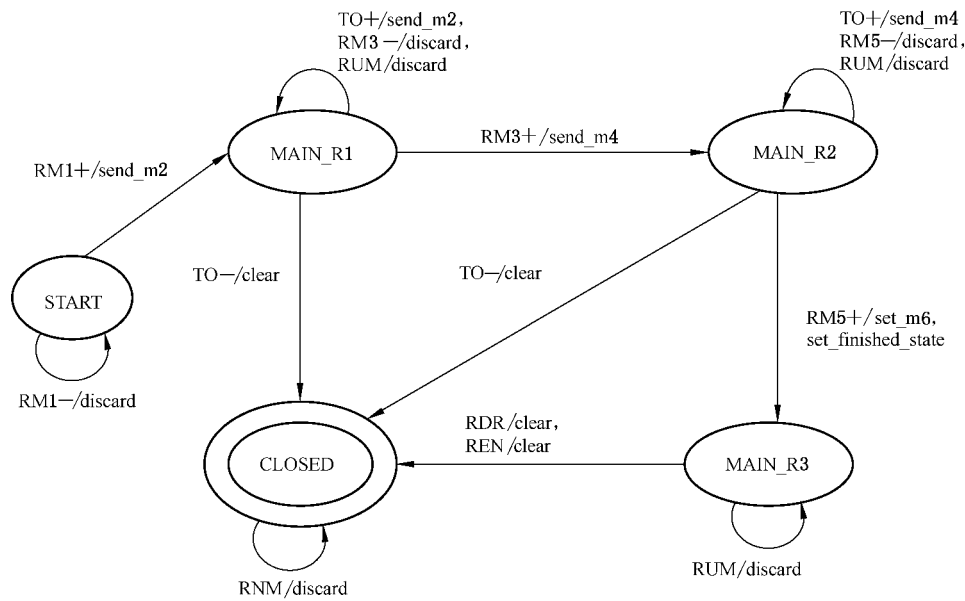 TO+/send_m2,
RM3-/discard,
RUM/discard
TO+/send_m4
RM5-/discard,
RUM/discard
MAIN_R1
RM3+/send_m4
MAIN_R2
RM1+/send_m2
TO-/clear
TO-/clear
START
RM5+/set_m6,
set_finished_state
RM1-/discard
RDR/clear,
REN/clear
CLOSED
MAIN_R3
RNM/discard
RUM/discard